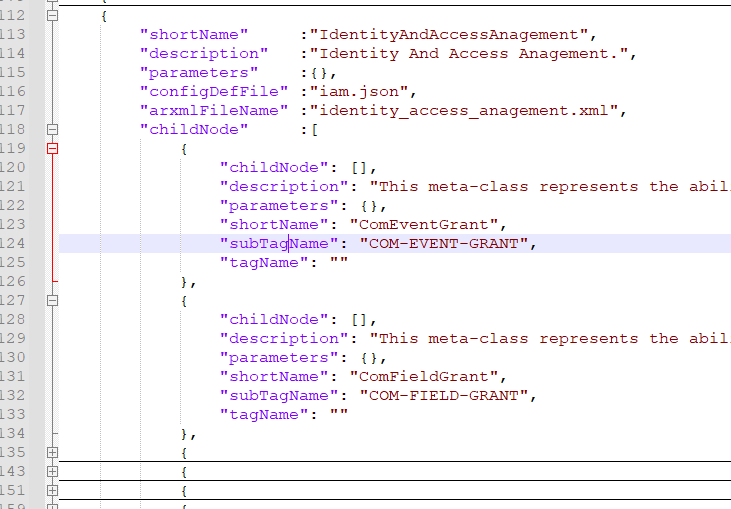 112 {
113 "shortName" :"IdentityAndAccessAnagement",
114 "description" :"Identity And Access Anagement.",
115 "parameters" :{},
116 "configDefFile" :"iam.json",
117 "arxmlFileName" :"identity_access_anagement.xml",
118 "childNode" :[
119 {
120 "childNode": [],
121 "description": "This meta-class represents the abil
122 "parameters": {},
123 "shortName": "ComEventGrant",
124 "subTagName": "COM-EVENT-GRANT",
125 "tagName": ""
126 },
127 {
128 "childNode": [],
129 "description": "This meta-class represents the abil
130 "parameters": {},
131 "shortName": "ComFieldGrant",
132 "subTagName": "COM-FIELD-GRANT",
133 "tagName": ""
134 },
135 {
143 {
151 {